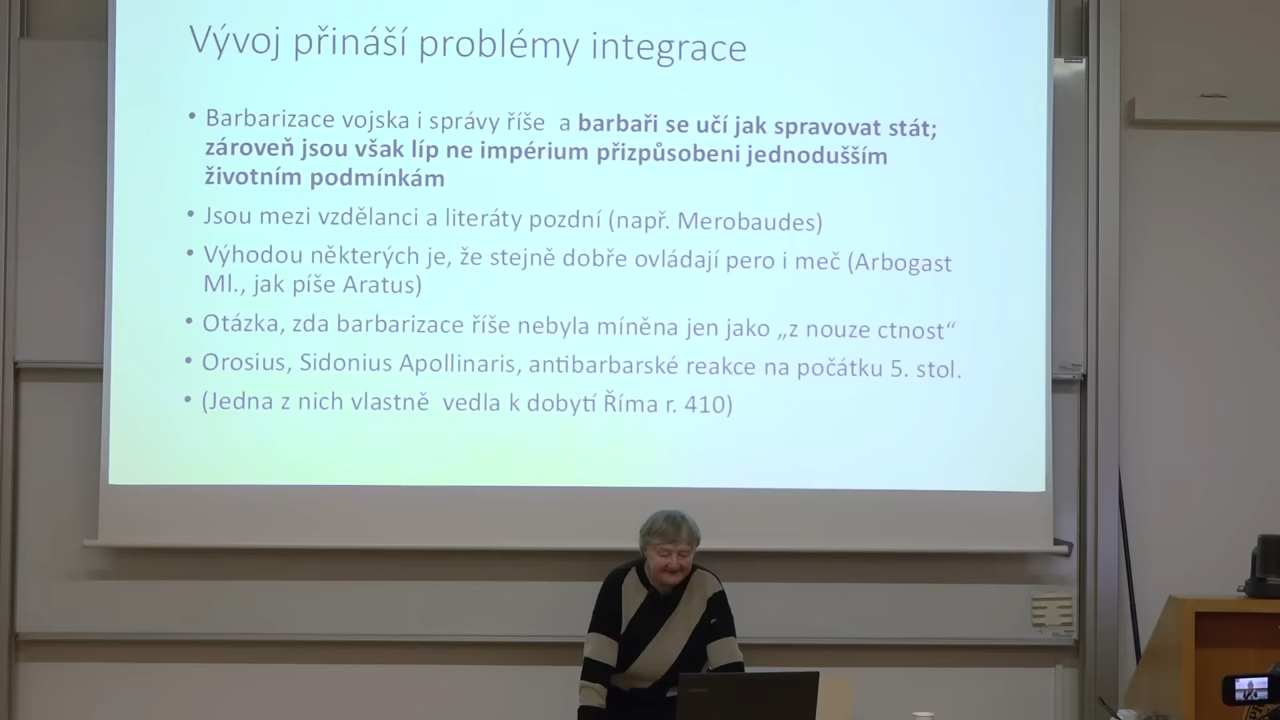 Vývoj přináší problémy integrace
• Barbarizace vojska i správy říše a barbaři se učí jak spravovat stát;
zároveň jsou však líp ne impérium přizpůsobeni jednodušším
životním podmínkám
• Jsou mezi vzdělanci a literáty pozdní (např. Merobaudes)
• Výhodou některých je, že stejně dobře ovládají pero i meč (Arbogast
Ml., jak píše Aratus)
• Otázka, zda barbarizace říše nebyla míněna jen jako „z nouze ctnost“
• Orosius, Sidonius Apollinaris, antibarbarské reakce na počátku 5. stol.
• (Jedna z nich vlastně vedla k dobytí Říma r. 410)